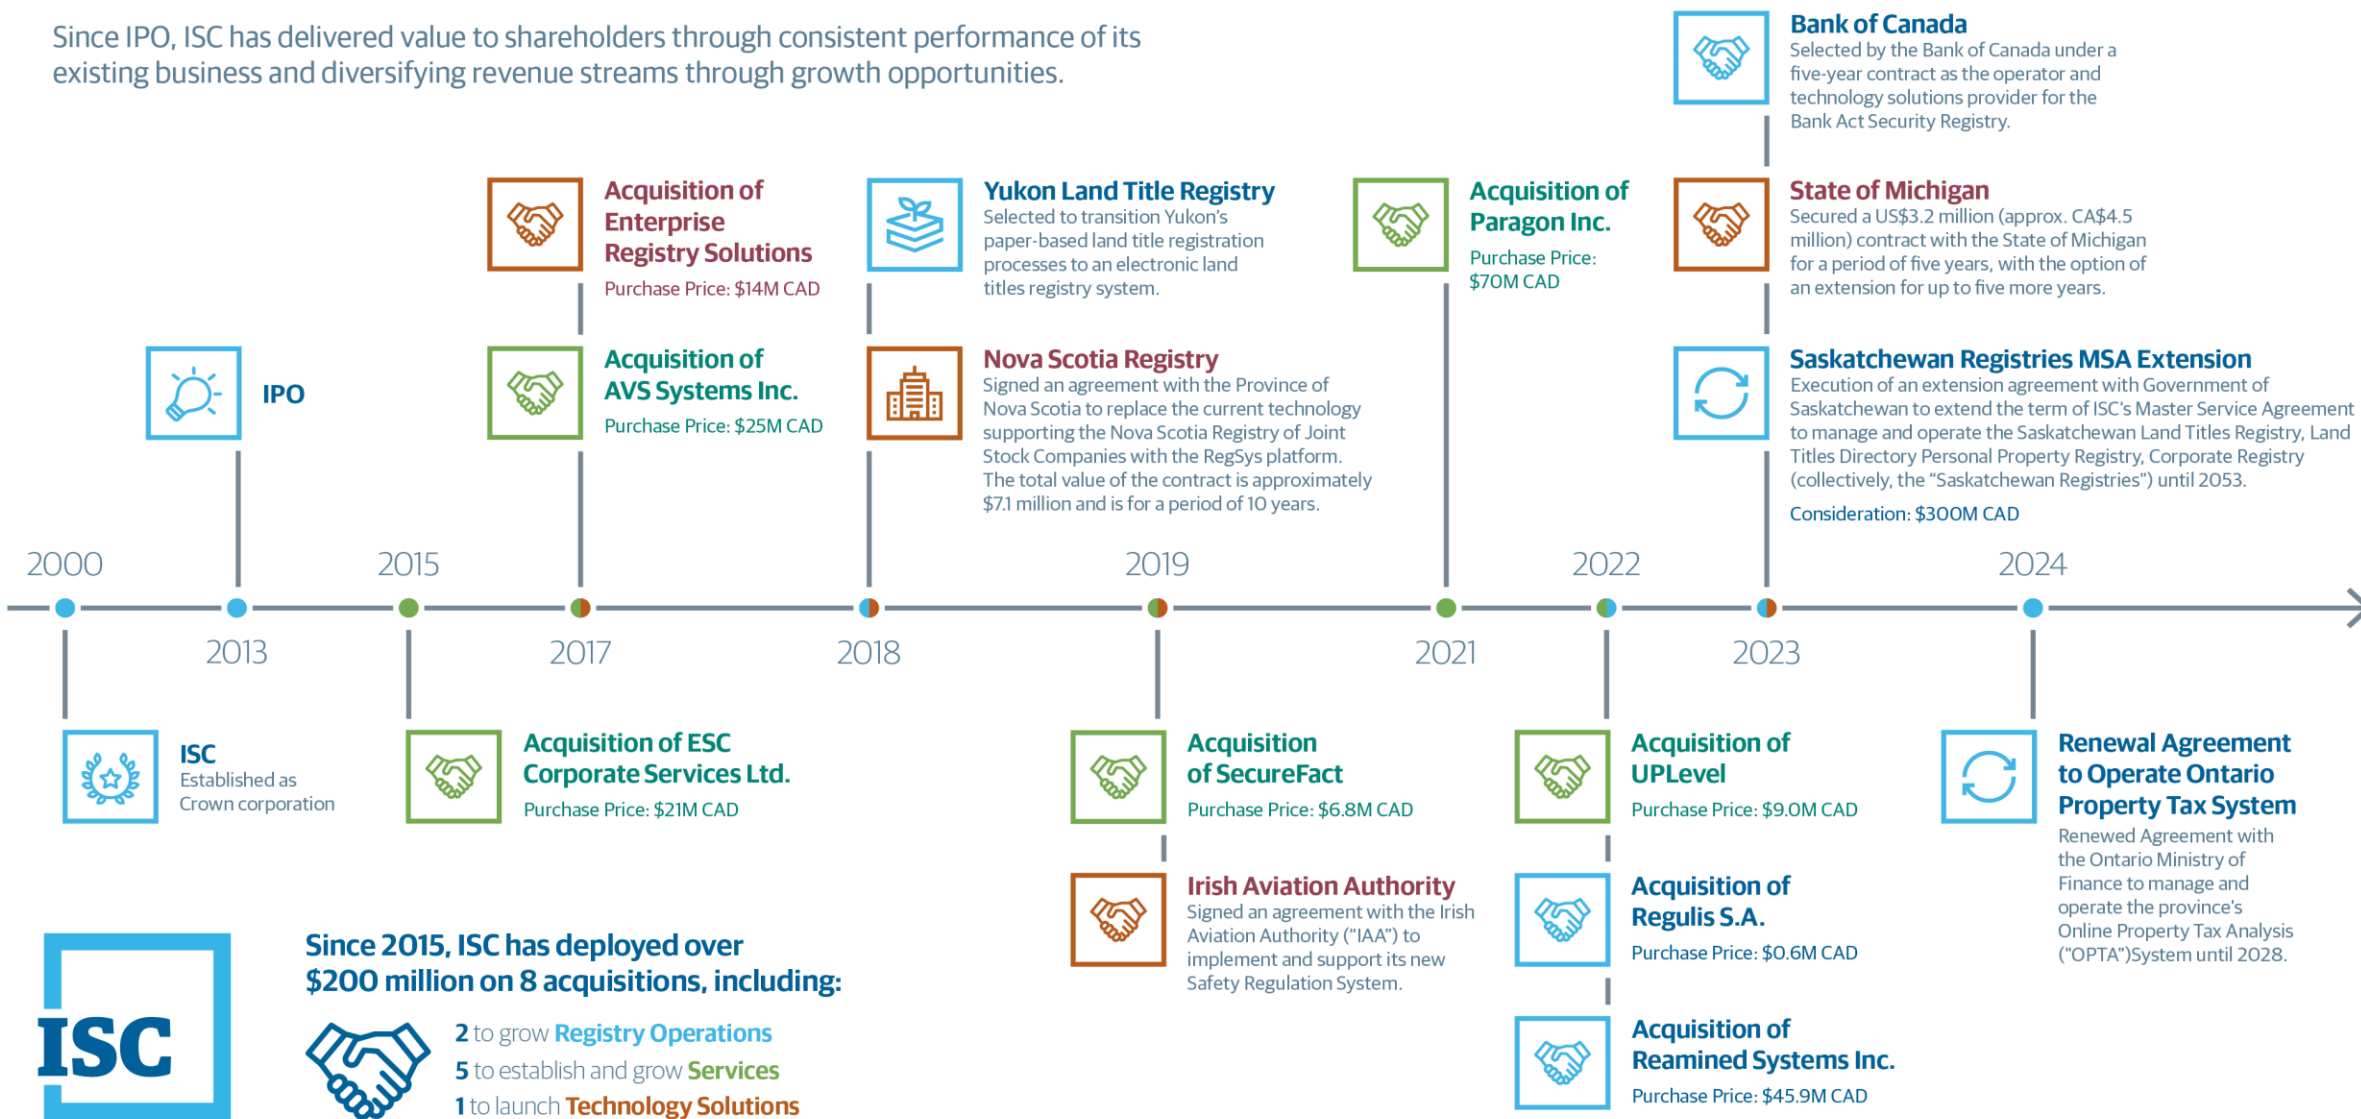 Since IPO, ISC has delivered value to shareholders through consistent performance of its
existing business and diversifying revenue streams through growth opportunities.
Bank of Canada
Selected by the Bank of Canada under a
five-year contract as the operator and
technology solutions provider for the
Bank Act Security Registry.
Acquisition of
Enterprise
Registry Solutions
Purchase Price: $14M CAD
Yukon Land Title Registry
Selected to transition Yukon's
paper-based land title registration
processes to an electronic land
titles registry system.
Acquisition of
Paragon Inc.
Purchase Price:
$70M CAD
State of Michigan
Secured a US$3.2 million (approx. CA$4.5
million) contract with the State of Michigan
for a period of five years, with the option of
an extension for up to five more years.
IPO
Acquisition of
AVS Systems Inc.
Purchase Price: $25M CAD
Nova Scotia Registry
Signed an agreement with the Province of
Nova Scotia to replace the current technology
supporting the Nova Scotia Registry of Joint
Stock Companies with the RegSys platform.
The total value of the contract is approximately
$7.1 million and is for a period of 10 years.
Saskatchewan Registries MSA Extension
Execution of an extension agreement with Government of
Saskatchewan to extend the term of ISC's Master Service Agreement
to manage and operate the Saskatchewan Land Titles Registry, Land
Titles Directory Personal Property Registry, Corporate Registry
(collectively, the “Saskatchewan Registries”) until 2053.
Consideration: $300M CAD
2000
2013
2015
2017
2018
2019
2021
2022
2023
2024
ISC
Established as
Crown corporation
Acquisition of ESC
Corporate Services Ltd.
Purchase Price: $21M CAD
Acquisition
of SecureFact
Purchase Price: $6.8M CAD
Irish Aviation Authority
Signed an agreement with the Irish
Aviation Authority (“IAA”) to
implement and support its new
Safety Regulation System.
Acquisition of
UPLevel
Purchase Price: $9.0M CAD
Acquisition of
Regulis S.A.
Purchase Price: $0.6M CAD
Acquisition of
Reamined Systems Inc.
Purchase Price: $45.9M CAD
Renewal Agreement
to Operate Ontario
Property Tax System
Renewed Agreement with
the Ontario Ministry of
Finance to manage and
operate the province's
Online Property Tax Analysis
("OPTA")System until 2028.
ISC
Since 2015, ISC has deployed over
$200 million on 8 acquisitions, including:
2 to grow Registry Operations
5 to establish and grow Services
1 to launch Technology Solutions